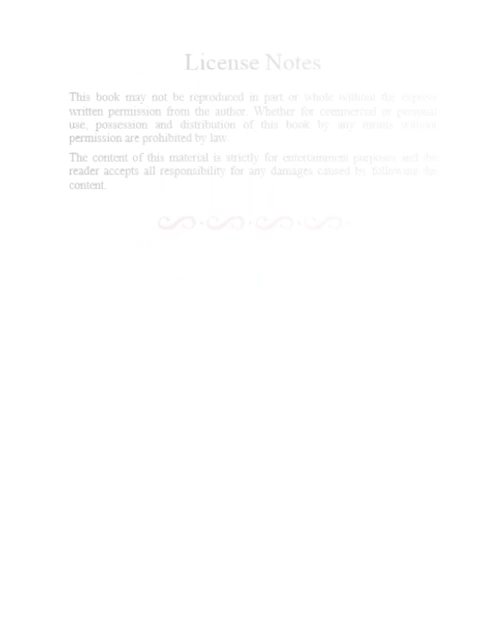 License Notes
This book may not be reproduced in part or whole without the express
written permission from the author. Whether for commercial or personal
use, possession and distribution of this book by any means without
permission are prohibited by law.
The content of this material is strictly for entertainment purposes and the
reader accepts all responsibility for any damages caused by following the
content.